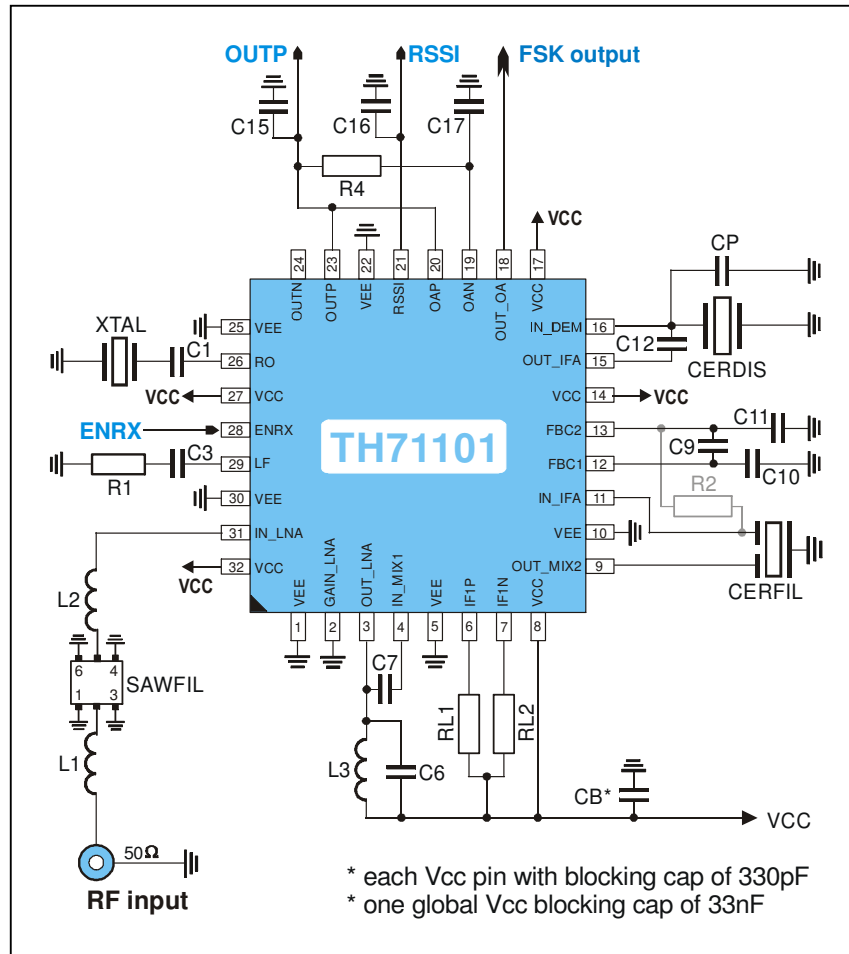 OUTP RSSI FSK output
C15 C16 C17
R4
VCC
CP
24 23 22 21 20 19 18 17
OUTN OUTP VEE RSSI OAP OAN OUT_OA VCC
XTAL
C1
25 VEE
26 RO
VCC 27 VCC
ENRX 28 ENRX
R1 C3 29 LF
30 VEE
31 IN_LNA
VCC 32 VCC
TH71101
IN_DEM 16
C12
OUT_IFA 15
CERDIS
VCC 14 VCC
C11
FBC2 13
C9
FBC1 12
C10
IN_IFA 11
R2
VEE 10
OUT_MIX2 9
CERFIL
VEE GAIN_LNA OUT_LNA IN_MIX1 VEE IF1P IF1N VCC
1 2 3 4 5 6 7 8
L2
6 4
1 3
SAWFIL
L1
C7
L3
C6
RL1
RL2
CB*
VCC
50Ω
RF input
* each Vcc pin with blocking cap of 330pF
* one global Vcc blocking cap of 33nF